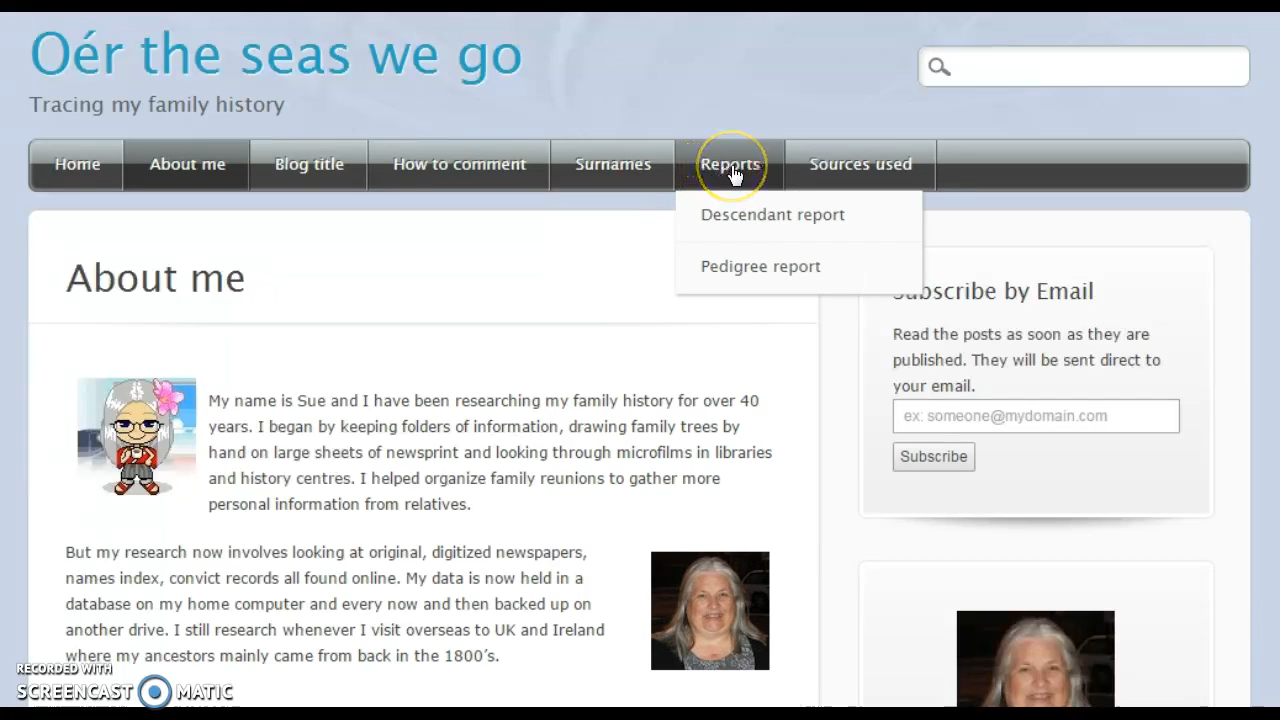 Oér the seas we go
Tracing my family history
Home About me Blog title How to comment Surnames Reports Sources used
Descendant report
Pedigree report
About me
My name is Sue and I have been researching my family history for over 40
years. I began by keeping folders of information, drawing family trees by
hand on large sheets of newsprint and looking through microfilms in libraries
and history centres. I helped organize family reunions to gather more
personal information from relatives.
But my research now involves looking at original, digitized newspapers,
names index, convict records all found online. My data is now held in a
database on my home computer and every now and then backed up on
another drive. I still research whenever I visit overseas to UK and Ireland
where my ancestors mainly came from back in the 1800’s.
Subscribe by Email
Read the posts as soon as they are
published. They will be sent direct to
your email.
ex: someone@mydomain.com
Subscribe
RECORDED WITH
SCREENCAST MATIC